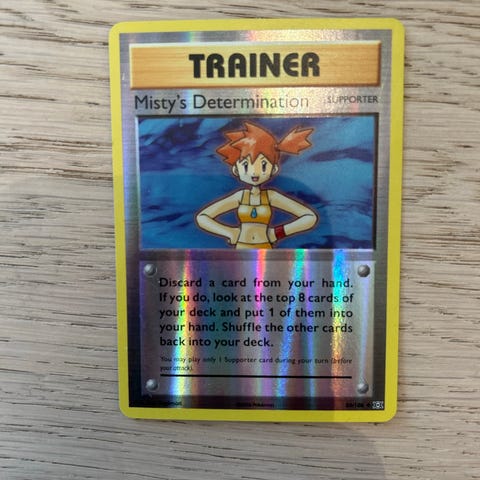 TRAINER
Misty's Determination SUPPORTER
Discard a card from your hand.
If you do, look at the top 8 cards of
your deck and put 1 of them into
your hand. Shuffle the other cards
back into your deck.
You may play only 1 Supporter card during your turn (before
your attack).